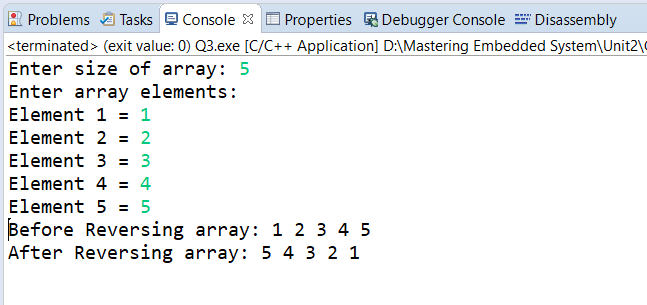 Problems Tasks Console Properties Debugger Console Disassembly
<terminated> (exit value: 0) Q3.exe [C/C++ Application] D:\Mastering Embedded System\Unit2\
Enter size of array: 5
Enter array elements:
Element 1 = 1
Element 2 = 2
Element 3 = 3
Element 4 = 4
Element 5 = 5
Before Reversing array: 1 2 3 4 5
After Reversing array: 5 4 3 2 1